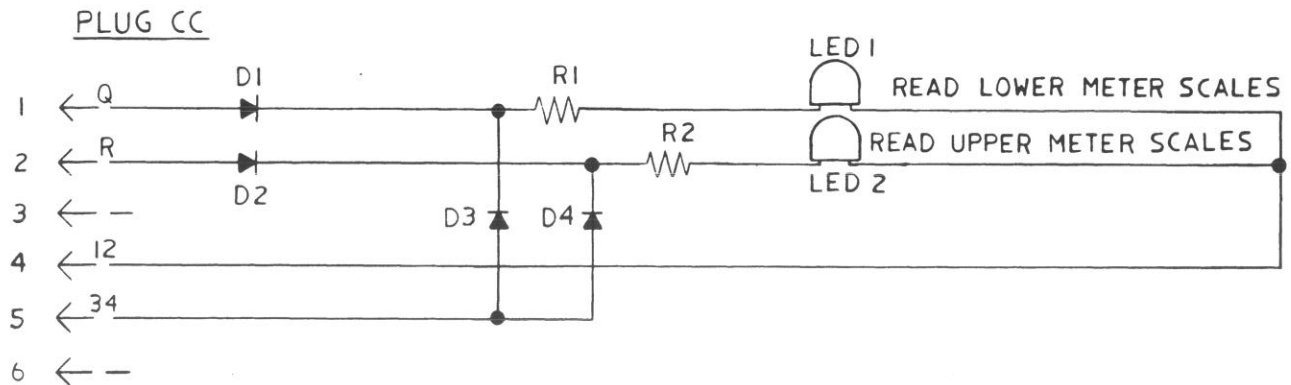 PLUG CC
LED 1
D1
R1
READ LOWER METER SCALES
1
Q
R2
READ UPPER METER SCALES
2
R
D2
LED 2
3
D3
D4
4
12
5
34
6